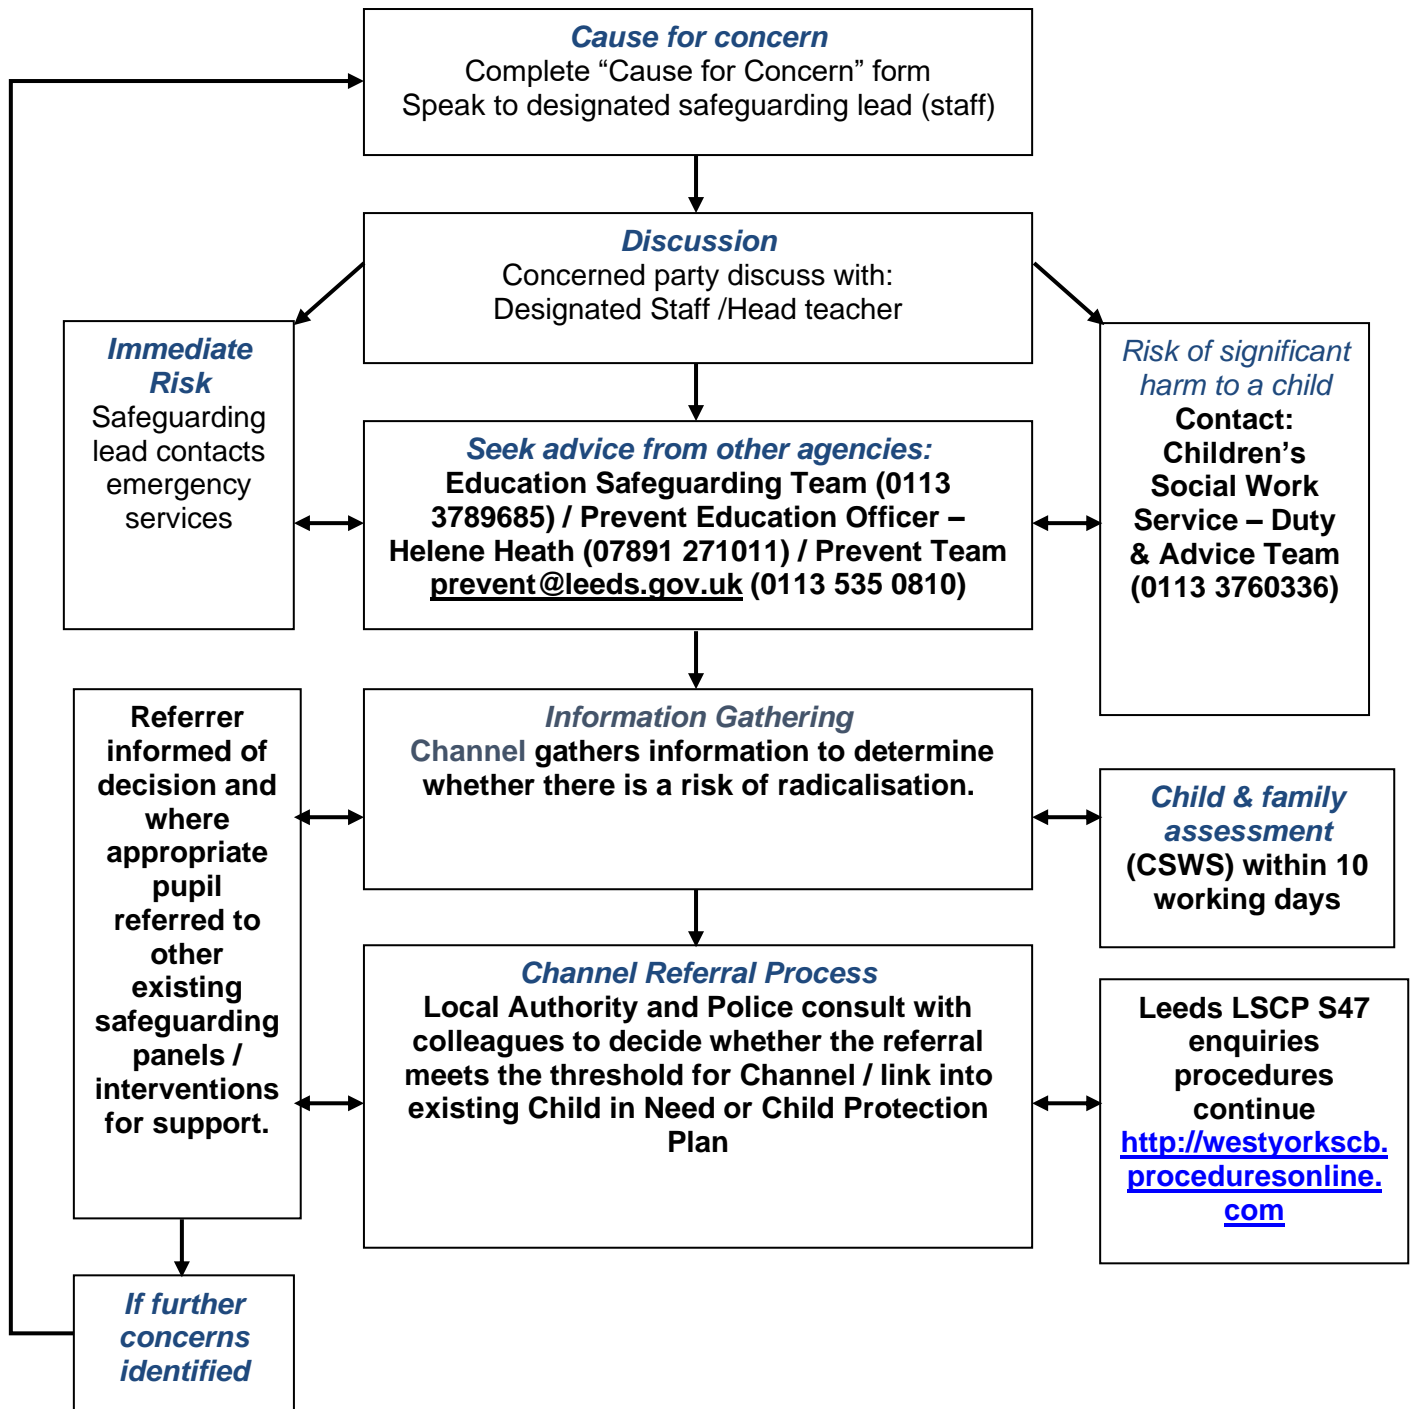 Cause for concern
Complete “Cause for Concern” form
Speak to designated safeguarding lead (staff)
Discussion
Concerned party discuss with:
Designated Staff /Head teacher
Immediate
Risk
Safeguarding
lead contacts
emergency
services
Seek advice from other agencies:
Education Safeguarding Team (0113
3789685) / Prevent Education Officer –
Helene Heath (07891 271011) / Prevent Team
prevent@leeds.gov.uk (0113 535 0810)
Risk of significant
harm to a child
Contact:
Children’s
Social Work
Service – Duty
& Advice Team
(0113 3760336)
Referrer
informed of
decision and
where
appropriate
pupil
referred to
other
existing
safeguarding
panels /
interventions
for support.
Information Gathering
Channel gathers information to determine
whether there is a risk of radicalisation.
Child & family
assessment
(CSWS) within 10
working days
Channel Referral Process
Local Authority and Police consult with
colleagues to decide whether the referral
meets the threshold for Channel / link into
existing Child in Need or Child Protection
Plan
Leeds LSCP S47
enquiries
procedures
continue
http://westyorkscb.
proceduresonline.
com
If further
concerns
identified